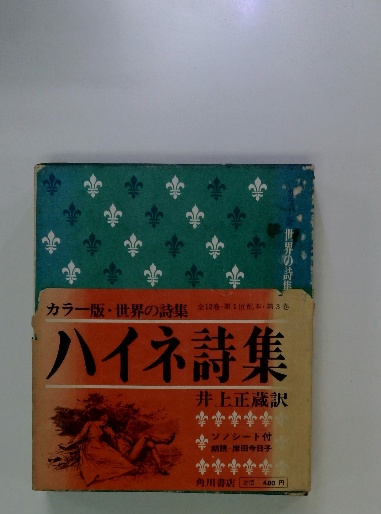 世界の詩集
カラー版・世界の詩集 全12巻・第1回配本・第3巻
ハイネ詩集
井上正蔵訳
ソノシート付
朗読・岸田今日子
角川書店 定価 480円